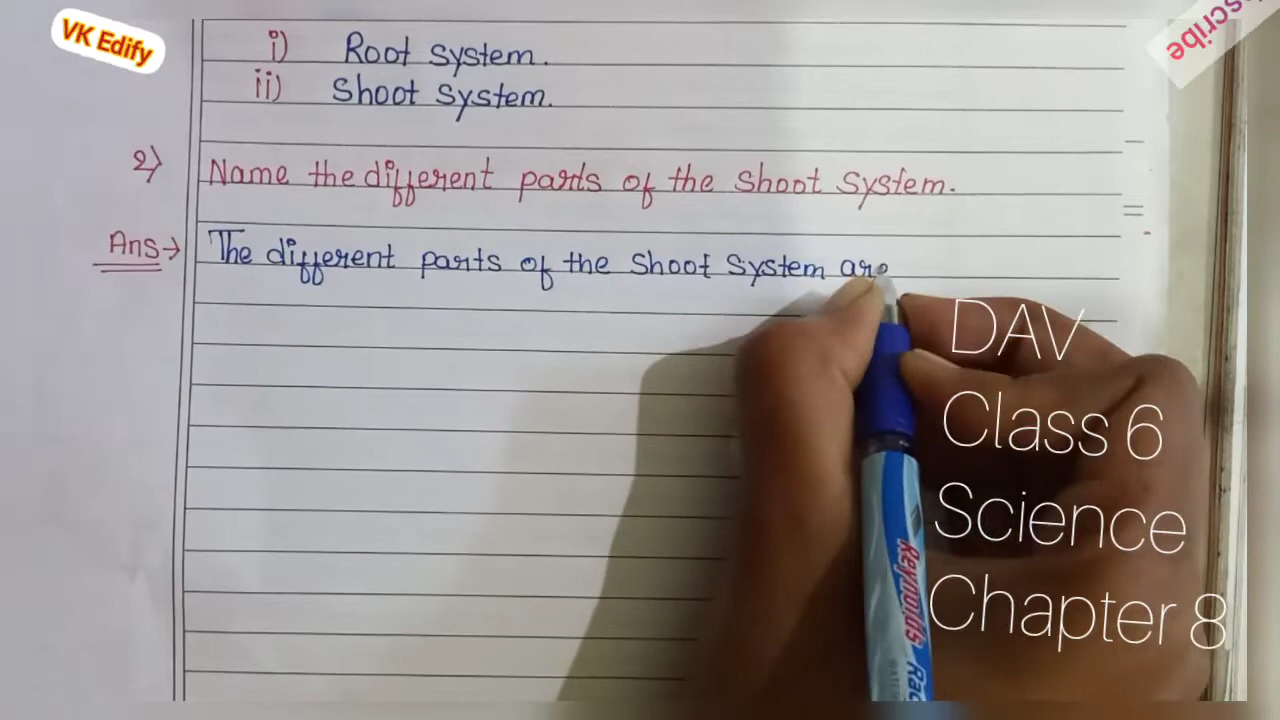 VK Edify
scribe
i) Root system.
ii) Shoot system.
2) Name the different parts of the shoot system.
Ans→ The different parts of the shoot system are
DAV
Class 6
Science
Chapter 8
Reynolds